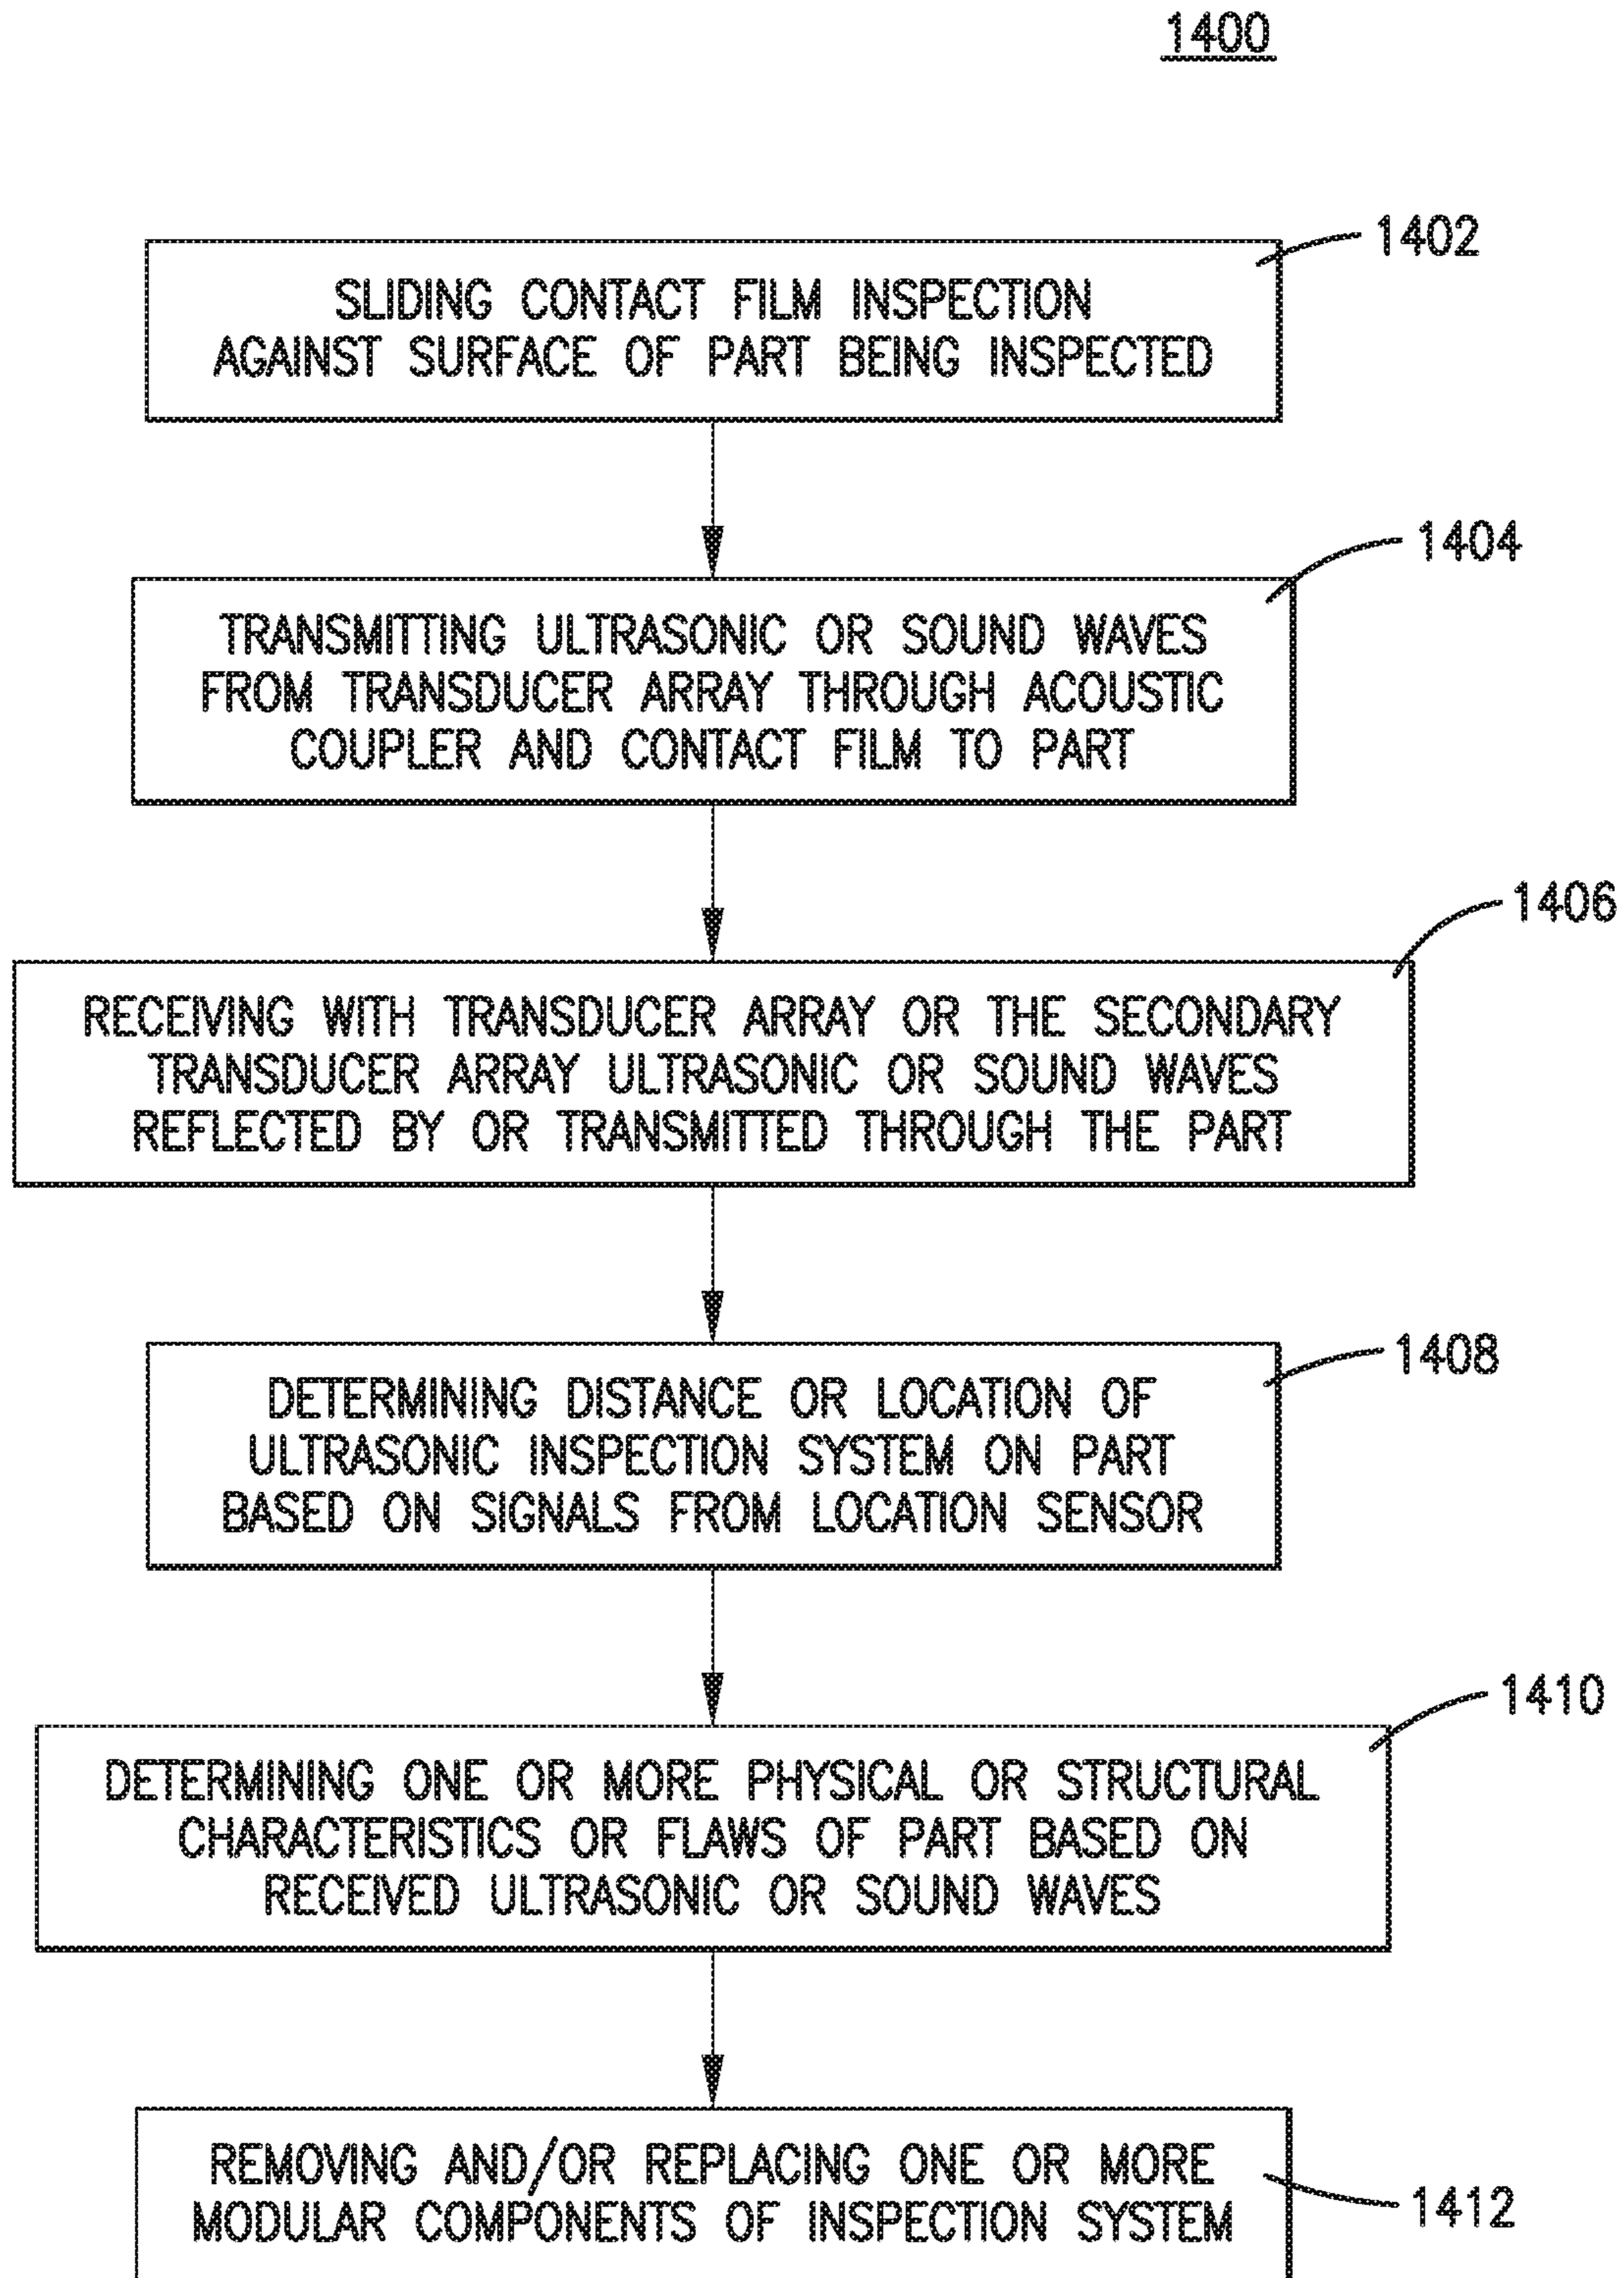 1400
1402
SLIDING CONTACT FILM INSPECTION
AGAINST SURFACE OF PART BEING INSPECTED
1404
TRANSMITTING ULTRASONIC OR SOUND WAVES
FROM TRANSDUCER ARRAY THROUGH ACOUSTIC
COUPLER AND CONTACT FILM TO PART
1406
RECEIVING WITH TRANSDUCER ARRAY OR THE SECONDARY
TRANSDUCER ARRAY ULTRASONIC OR SOUND WAVES
REFLECTED BY OR TRANSMITTED THROUGH THE PART
1408
DETERMINING DISTANCE OR LOCATION OF
ULTRASONIC INSPECTION SYSTEM ON PART
BASED ON SIGNALS FROM LOCATION SENSOR
1410
DETERMINING ONE OR MORE PHYSICAL OR STRUCTURAL
CHARACTERISTICS OR FLAWS OF PART BASED ON
RECEIVED ULTRASONIC OR SOUND WAVES
REMOVING AND/OR REPLACING ONE OR MORE
MODULAR COMPONENTS OF INSPECTION SYSTEM
1412